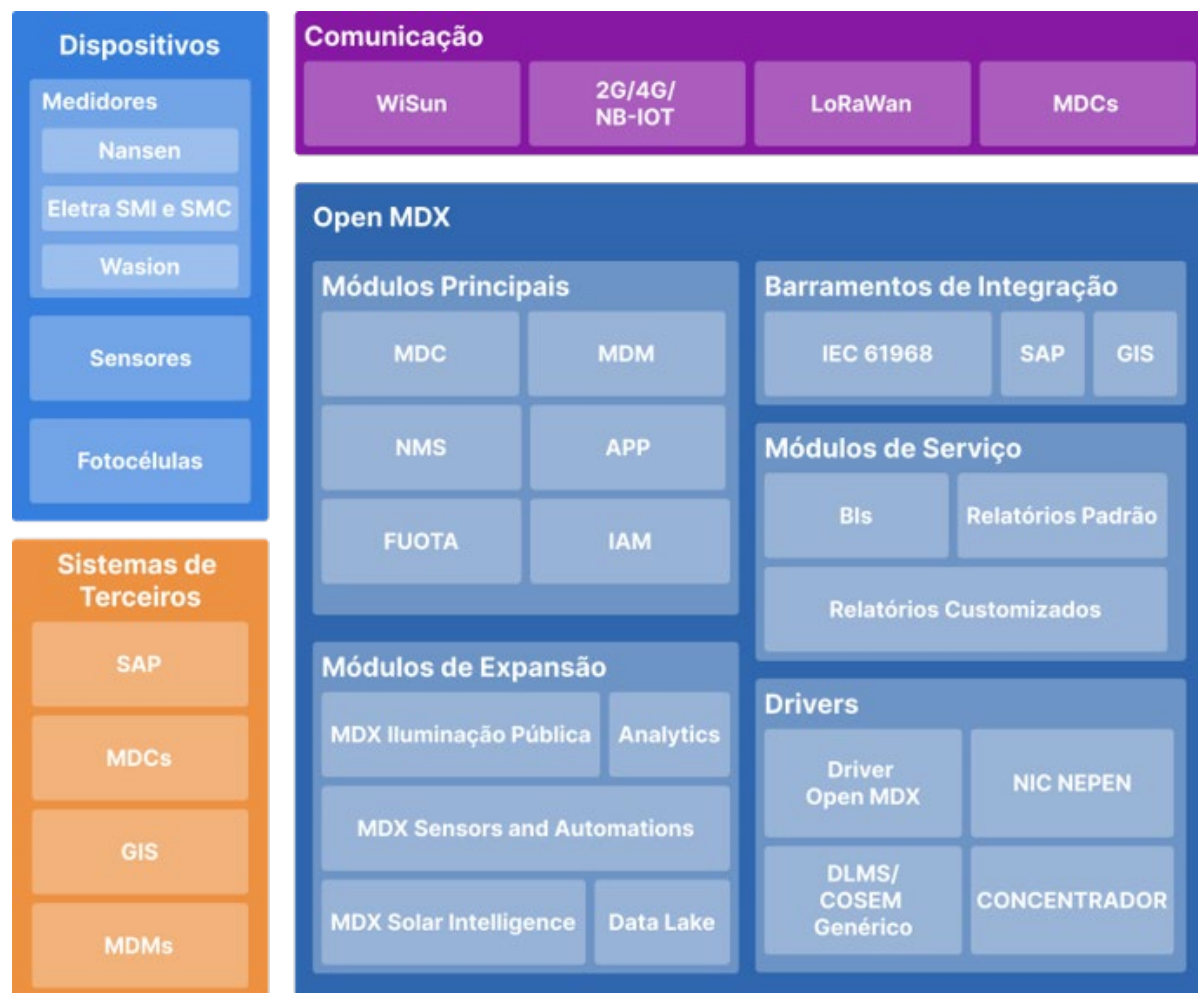 Dispositivos
Medidores
Nansen
Eletra SMI e SMC
Wasion
Sensores
Fotocélulas
Sistemas de
Terceiros
SAP
MDCs
GIS
MDMs
Comunicação
WiSun
2G/4G/
NB-IOT
LoRaWan
MDCs
Open MDX
Módulos Principais
MDC
MDM
NMS
APP
FUOTA
IAM
Módulos de Expansão
MDX Iluminação Pública
Analytics
MDX Sensors and Automations
MDX Solar Intelligence
Data Lake
Barramentos de Integração
IEC 61968
SAP
GIS
Módulos de Serviço
BIs
Relatórios Padrão
Relatórios Customizados
Drivers
Driver
Open MDX
NIC NEPEN
DLMS/
COSEM
Genérico
CONCENTRADOR